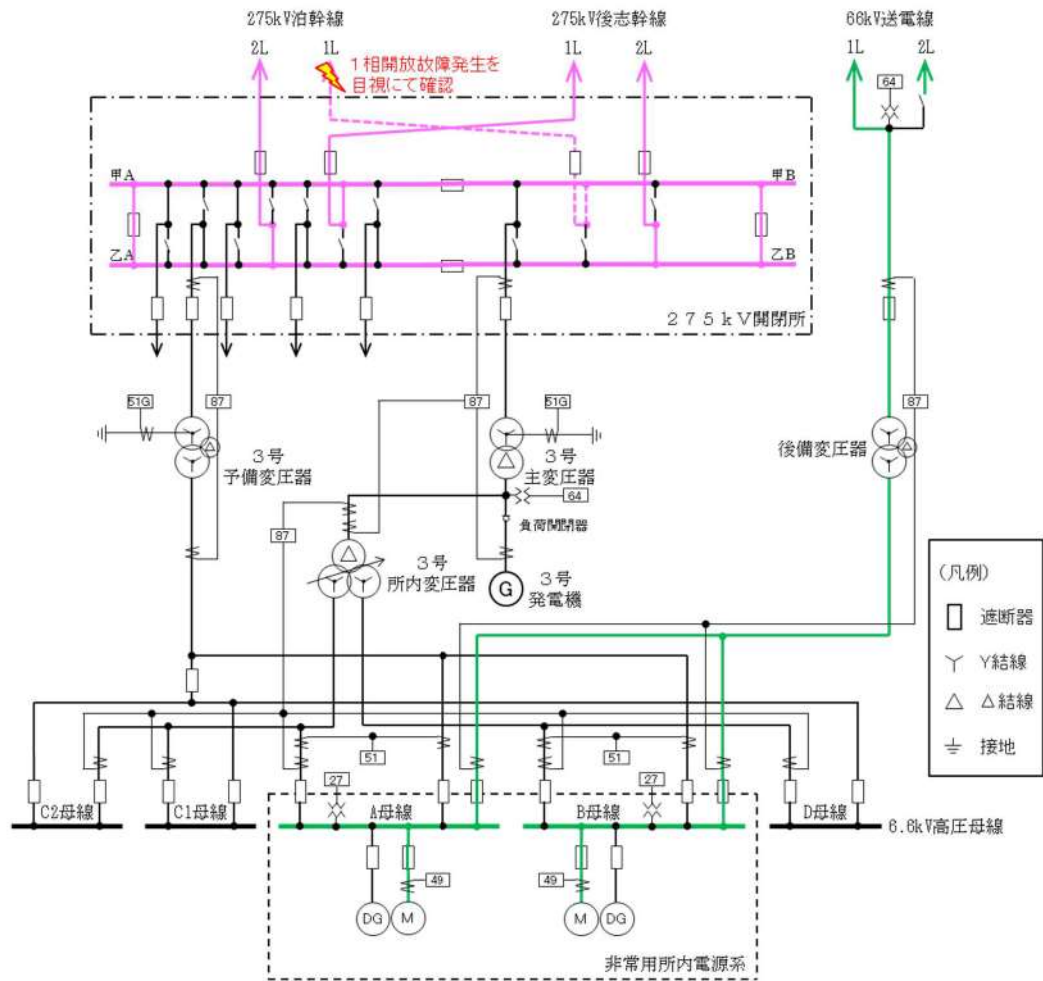 275kV泊幹線
275kV後志幹線
66kV送電線
2L
1L
1L
2L
1L
2L
1相開放故障発生を
目視にて確認
64
甲A
甲B
乙A
乙B
275kV開閉所
51G
87
87
51G
87
3号
予備変圧器
3号
主変圧器
後備変圧器
64
87
負荷開閉器
3号
所内変圧器
G
3号
発電機
(凡例)
遮断器
Y結線
△結線
接地
51
51
27
27
C2母線
C1母線
A母線
B母線
D母線
6.6kV高圧母線
49
49
DG
M
M
DG
非常用所内電源系